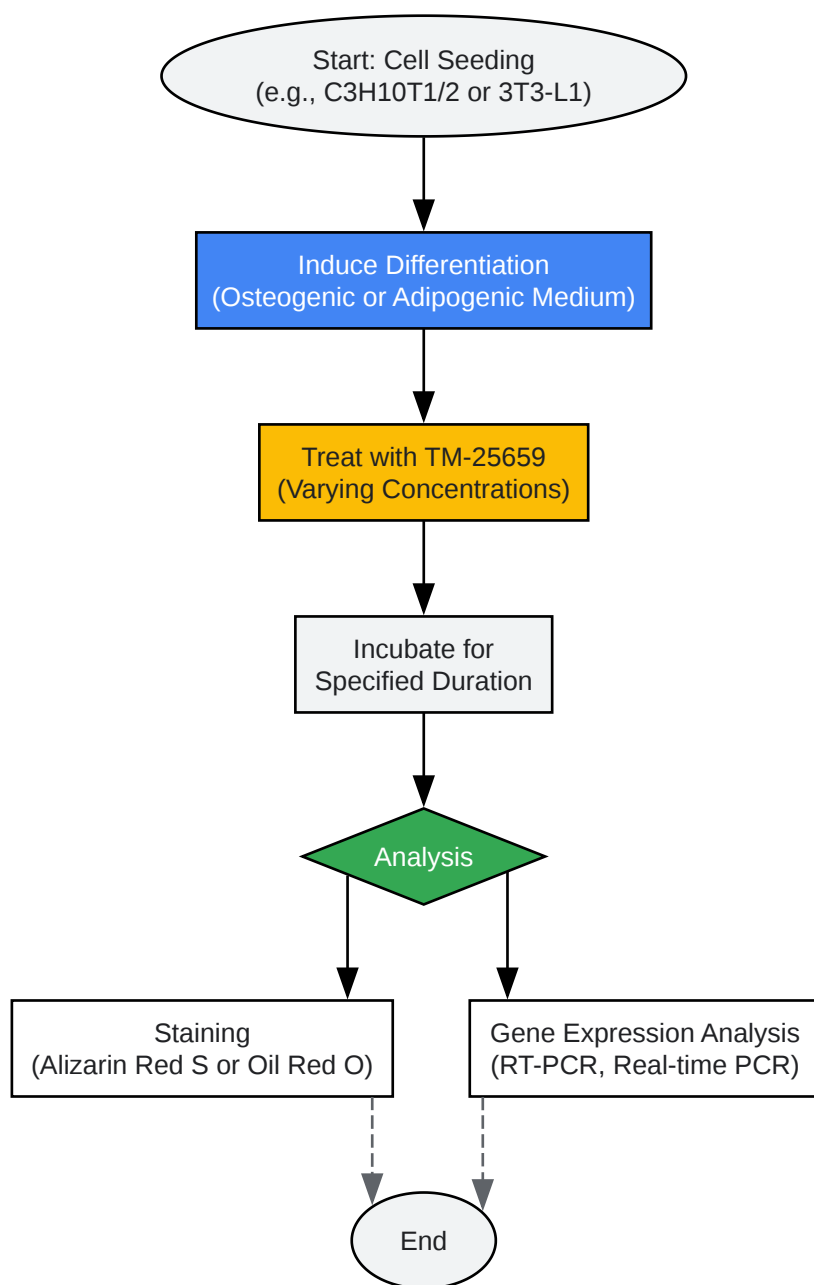 Start: Cell Seeding
(e.g., C3H10T1/2 or 3T3-L1)
Induce Differentiation
(Osteogenic or Adipogenic Medium)
Treat with TM-25659
(Varying Concentrations)
Incubate for
Specified Duration
Analysis
Staining
(Alizarin Red S or Oil Red O)
Gene Expression Analysis
(RT-PCR, Real-time PCR)
End